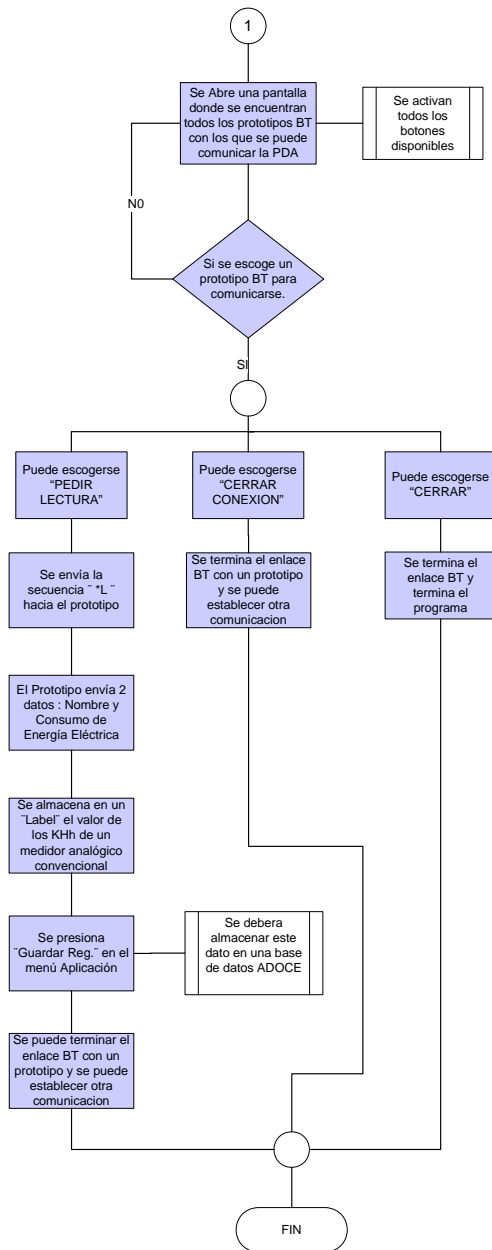 1
Se Abre una pantalla
donde se encuentran
todos los prototipos BT
con los que se puede
comunicar la PDA
Se activan
todos los
botones
disponibles
N0
Si se escoge un
prototipo BT para
comunicarse.
SI
Puede escogerse
“PEDIR
LECTURA”
Puede escogerse
“CERRAR
CONEXION”
Puede escogerse
“CERRAR”
Se envía la
secuencia ¨ *L ¨
hacia el prototipo
Se termina el enlace
BT con un prototipo
y se puede
establecer otra
comunicacion
Se termina el
enlace BT y
termina el
programa
El Prototipo envía 2
datos : Nombre y
Consumo de
Energía Eléctrica
Se almacena en un
¨Label¨ el valor de
los KHh de un
medidor analógico
convencional
Se presiona
¨Guardar Reg.¨ en el
menú Aplicación
Se debera
almacenar este
dato en una base
de datos ADOCE
Se puede terminar el
enlace BT con un
prototipo y se puede
establecer otra
comunicacion
FIN